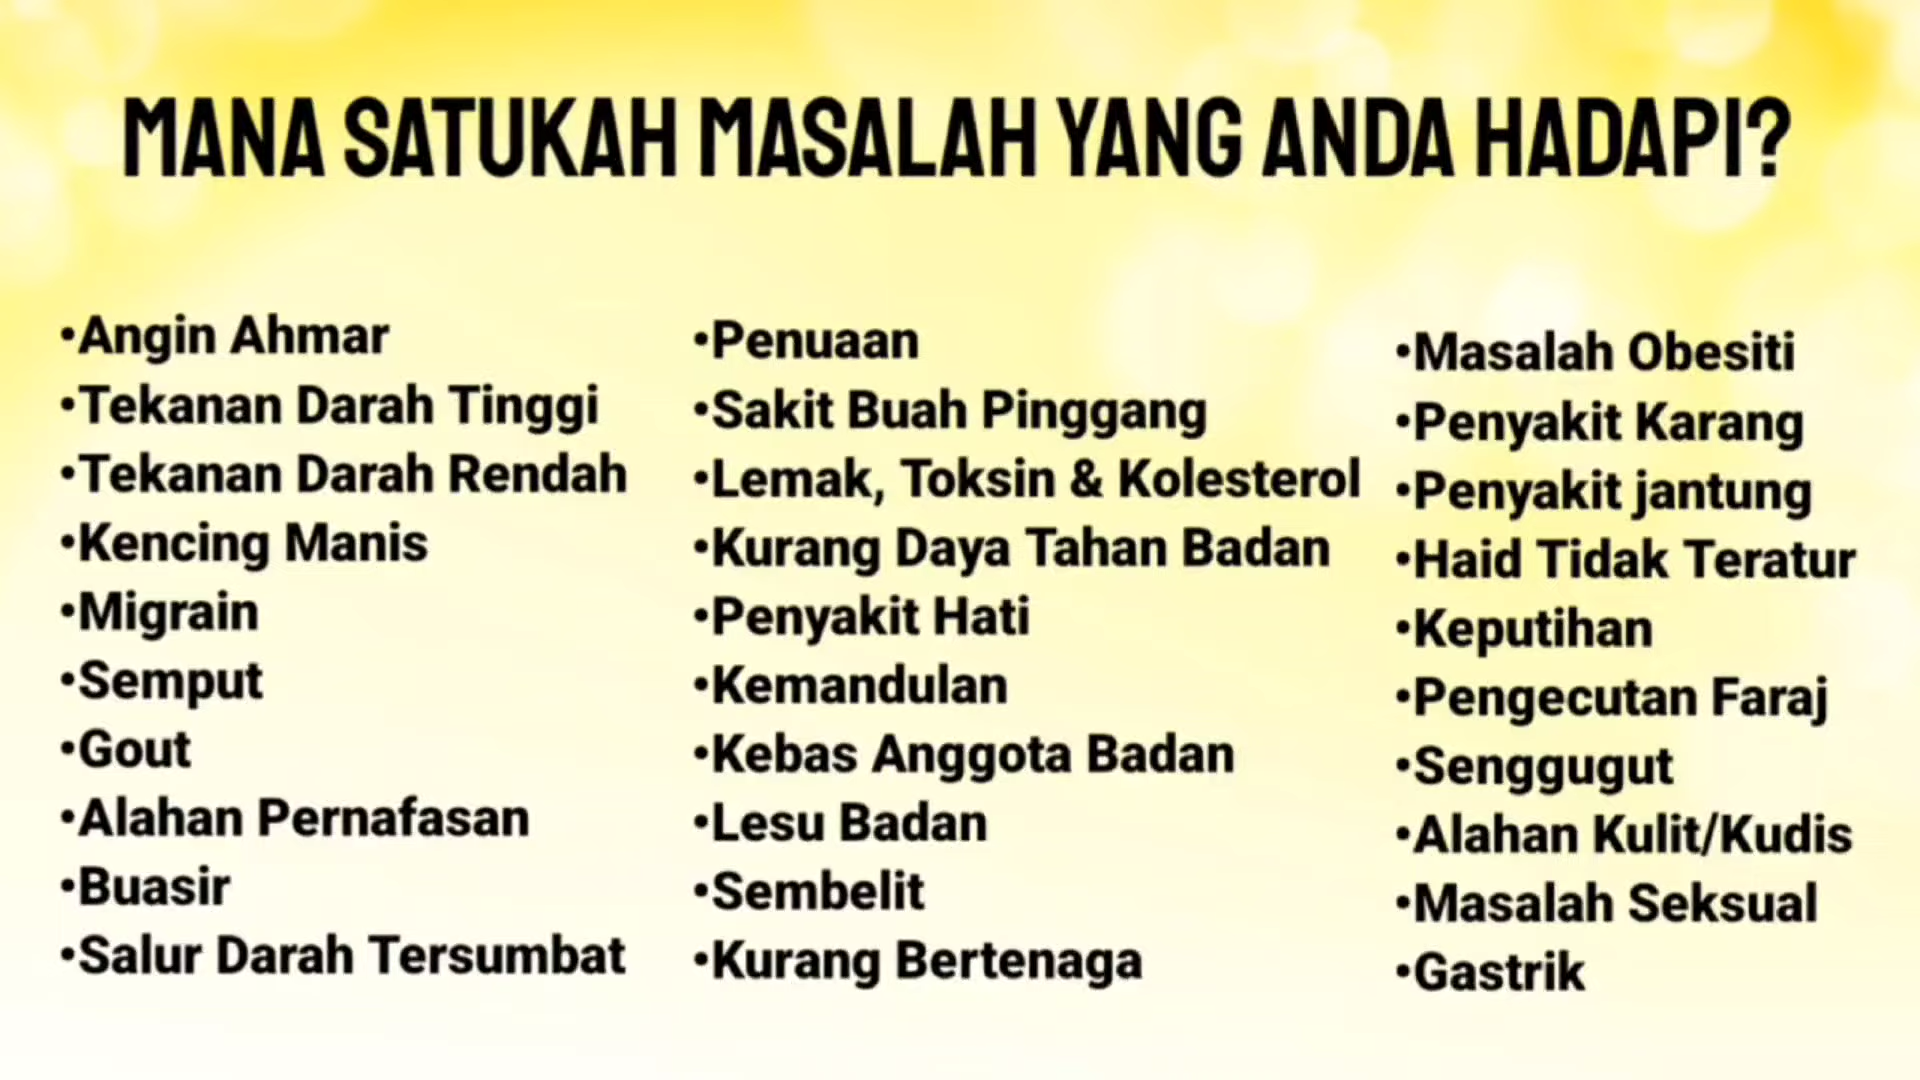 MANA SATUKAH MASALAH YANG ANDA HADAPI?
•Angin Ahmar
•Tekanan Darah Tinggi
•Tekanan Darah Rendah
•Kencing Manis
•Migrain
•Semput
•Gout
•Alahan Pernafasan
•Buasir
•Salur Darah Tersumbat
•Penuaan
•Sakit Buah Pinggang
•Lemak, Toksin & Kolesterol
•Kurang Daya Tahan Badan
•Penyakit Hati
•Kemandulan
•Kebas Anggota Badan
•Lesu Badan
•Sembelit
•Kurang Bertenaga
•Masalah Obesiti
•Penyakit Karang
•Penyakit jantung
•Haid Tidak Teratur
•Keputihan
•Pengecutan Faraj
•Senggugut
•Alahan Kulit/Kudis
•Masalah Seksual
•Gastrik